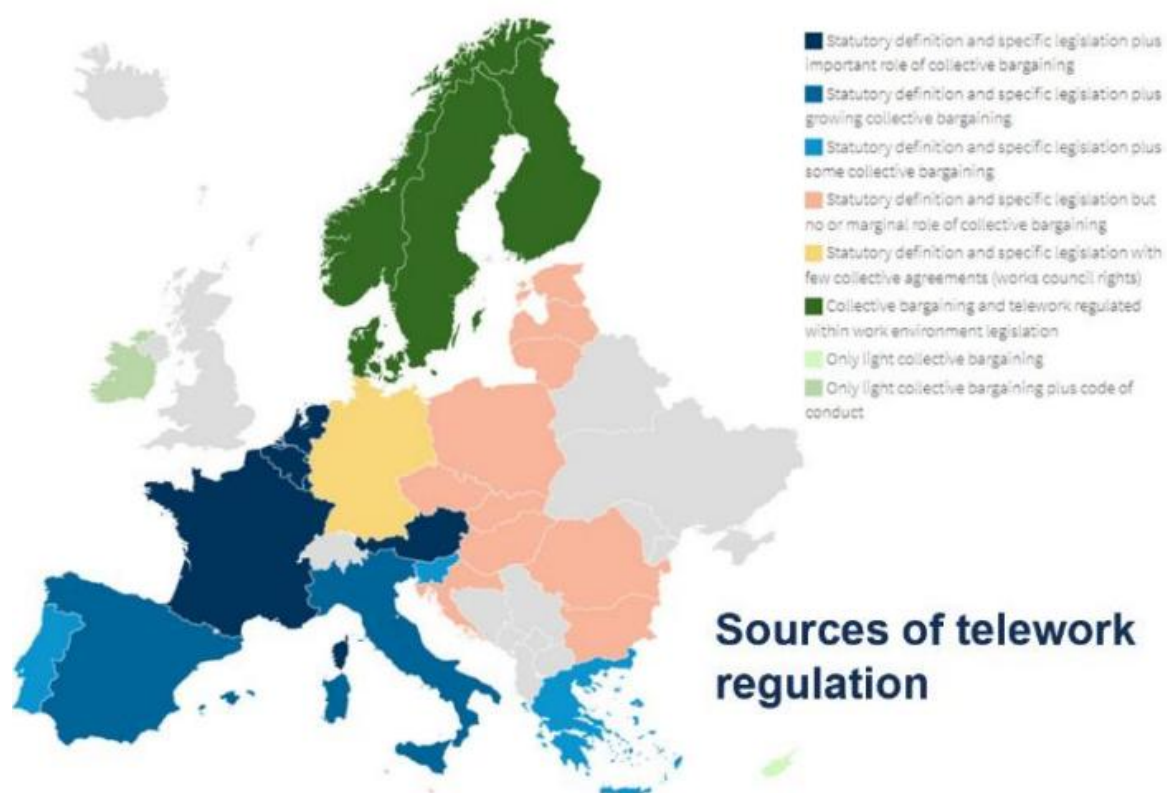 Statutory definition and specific legislation plus
important role of collective bargaining
Statutory definition and specific legislation plus
growing collective bargaining
Statutory definition and specific legislation plus
some collective bargaining
Statutory definition and specific legislation but
no or marginal role of collective bargaining
Statutory definition and specific legislation with
few collective agreements (works council rights)
Collective bargaining and telework regulated
within work environment legislation
Only light collective bargaining
Only light collective bargaining plus code of
conduct
Sources of telework
regulation